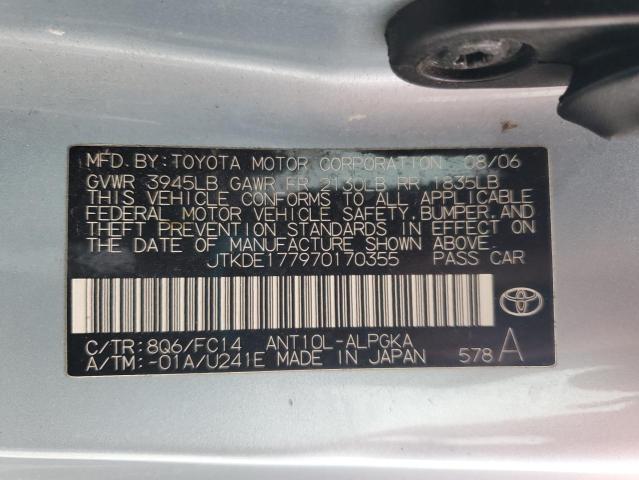 MFD. BY: TOYOTA MOTOR CORPORATION 08/06
GVWR 3945LB GAWR FR 2130LB RR 1835LB
THIS VEHICLE CONFORMS TO ALL APPLICABLE
FEDERAL MOTOR VEHICLE SAFETY, BUMPER, AND
THEFT PREVENTION STANDARDS IN EFFECT ON
THE DATE OF MANUFACTURE SHOWN ABOVE.
JTKDE177970170355 PASS CAR
C/TR: 8Q6/FC14 ANT10L-ALPGKA
A/TM: -01A/U241E MADE IN JAPAN 578 A